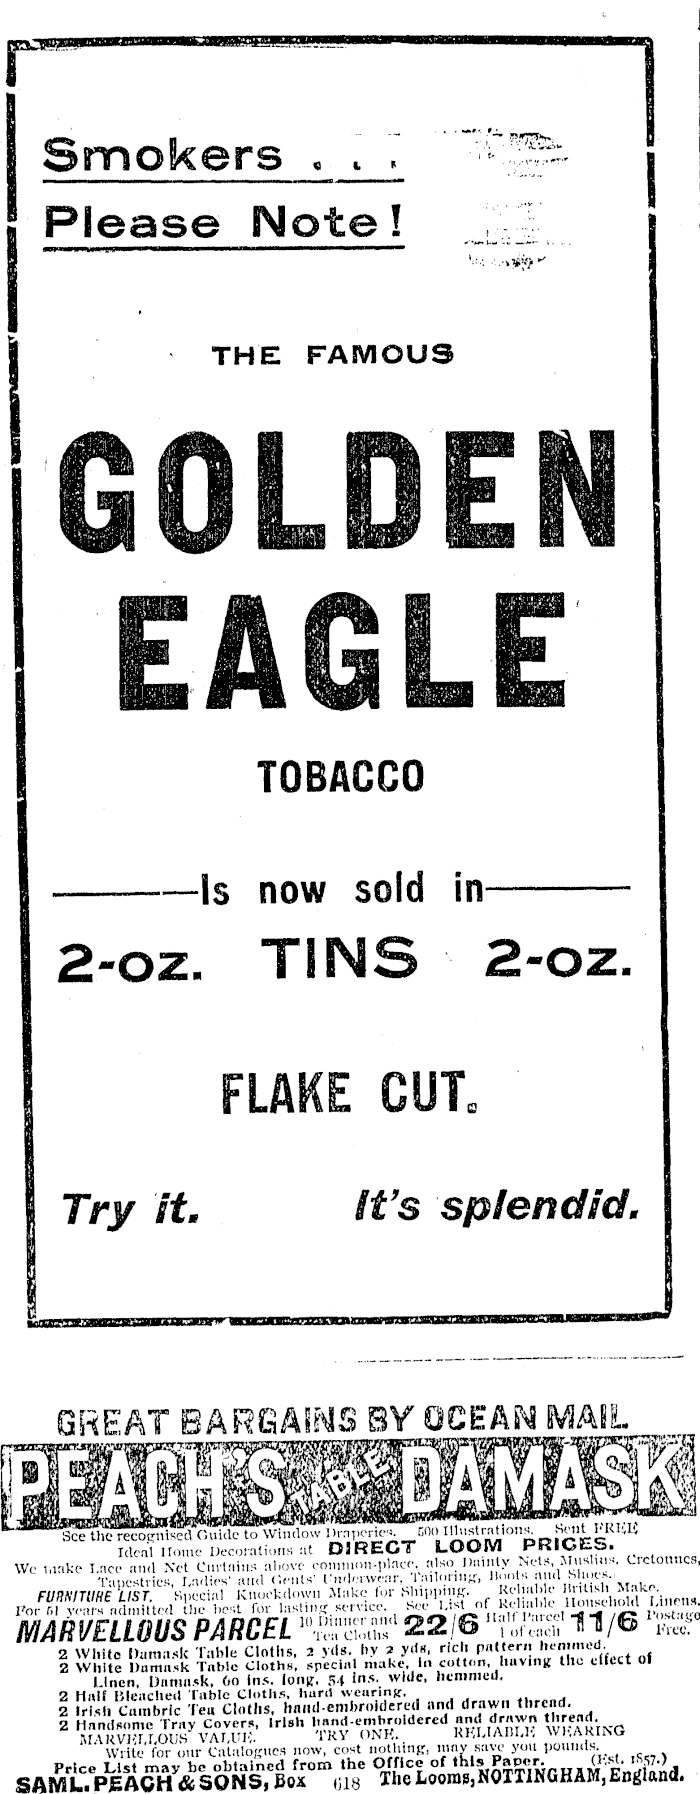 Smokers . . .
Please Note!
THE FAMOUS
GOLDEN
EAGLE
TOBACCO
Is now sold in
2-oz. TINS 2-oz.
FLAKE CUT.
Try it. It's splendid.
GREAT BARGAINS BY OCEAN MAIL
PEACH'S TABLE DAMASK
See the recognised Guide to Window Draperies. 500 Illustrations. Sent FREE
Ideal Home Decorations at DIRECT LOOM PRICES.
We make Lace and Net Curtains above common-place, also Dainty Nets, Muslins, Cretonnes,
Tapestries, Ladies' and Gents' Underwear, Tailoring, Boots and Shoes.
FURNITURE LIST. Special Knockdown Make for Shipping. Reliable British Make.
For 61 years admitted the best for lasting service. See List of Reliable Household Linens.
MARVELLOUS PARCEL 10 Dinner and Tea Cloths 22/6 Half Parcel 1 of each 11/6 Postage Free.
2 White Damask Table Cloths, 2 yds. by 2 yds, rich pattern hemmed.
2 White Damask Table Cloths, special make, in cotton, having the effect of
Linen, Damask, 60 ins. long, 54 ins. wide, hemmed.
2 Half Bleached Table Cloths, hard wearing.
2 Irish Cambric Tea Cloths, hand-embroidered and drawn thread.
2 Handsome Tray Covers, Irish hand-embroidered and drawn thread.
MARVELLOUS VALUE. TRY ONE. RELIABLE WEARING
Write for our Catalogues now, cost nothing, may save you pounds.
Price List may be obtained from the Office of this Paper. (Est. 1857.)
SAML. PEACH & SONS, Box 618 The Looms, NOTTINGHAM, England.